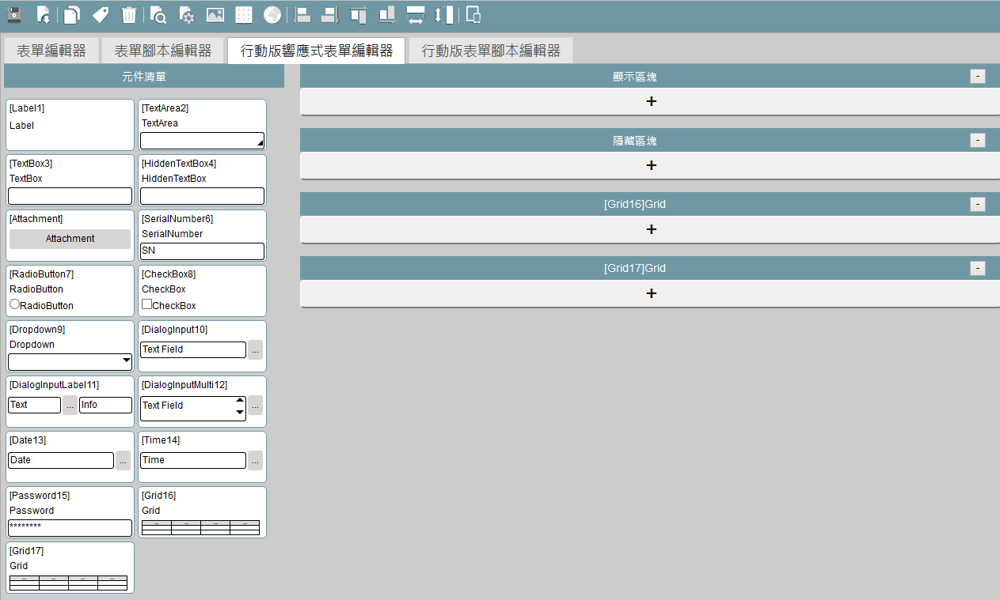 表單編輯器 表單腳本編輯器 行動版響應式表單編輯器 行動版表單腳本編輯器
元件清單
[Label1]
Label
[TextArea2]
TextArea
[TextBox3]
TextBox
[HiddenTextBox4]
HiddenTextBox
[Attachment]
Attachment
[SerialNumber6]
SerialNumber
SN
[RadioButton7]
RadioButton
RadioButton
[CheckBox8]
CheckBox
CheckBox
[Dropdown9]
Dropdown
[DialogInput10]
Text Field ...
[DialogInputLabel11]
Text ... Info
[DialogInputMulti12]
Text Field ...
[Date13]
Date ...
[Time14]
Time ...
[Password15]
Password
********
[Grid16]
Grid
[Grid17]
Grid
顯示區塊 -
+
隱藏區塊 -
+
[Grid16]Grid -
+
[Grid17]Grid -
+